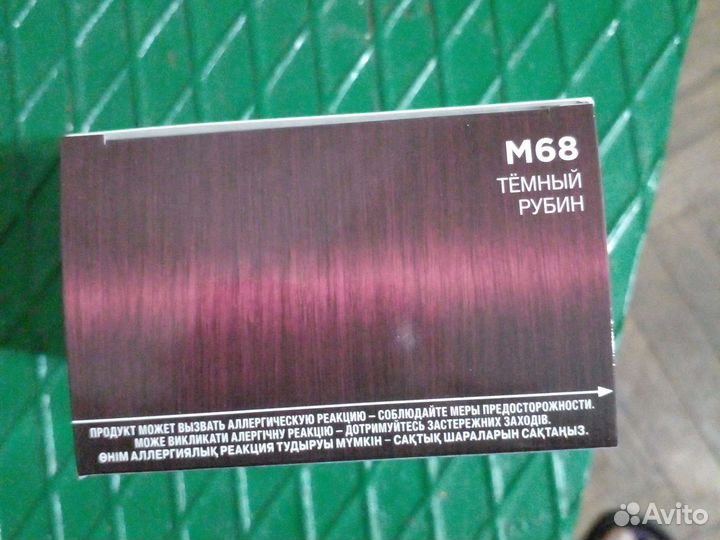 M68
ТЁМНЫЙ
РУБИН
ПРОДУКТ МОЖЕТ ВЫЗВАТЬ АЛЛЕРГИЧЕСКУЮ РЕАКЦИЮ – СОБЛЮДАЙТЕ МЕРЫ ПРЕДОСТОРОЖНОСТИ.
МОЖЕ ВИКЛИКАТИ АЛЕРГІЧНУ РЕАКЦІЮ – ДОТРИМУЙТЕСЬ ЗАСТЕРЕЖНИХ ЗАХОДІВ.
ӨНІМ АЛЛЕРГИЯЛЫҚ РЕАКЦИЯ ТУДЫРУЫ МҮМКІН – САҚТЫҚ ШАРАЛАРЫН САҚТАҢЫЗ.
Avito